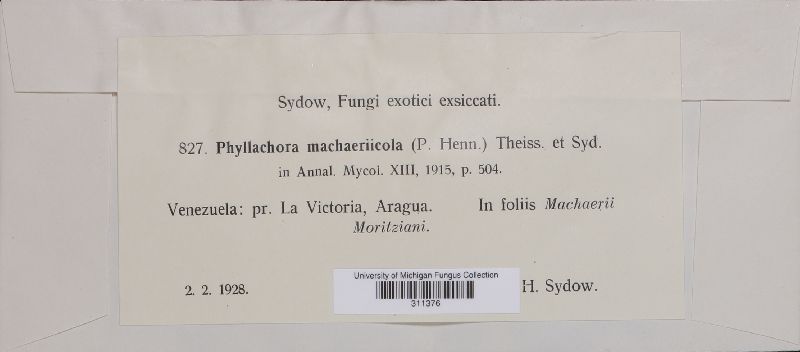 Sydow, Fungi exotici exsiccati.
827. Phyllachora machaeriicola (P. Henn.) Theiss. et Syd.
in Annal. Mycol. XIII, 1915, p. 504.
Venezuela: pr. La Victoria, Aragua. In foliis Machaerii
Moritziani.
2. 2. 1928.
University of Michigan Fungus Collection
311376
H. Sydow.